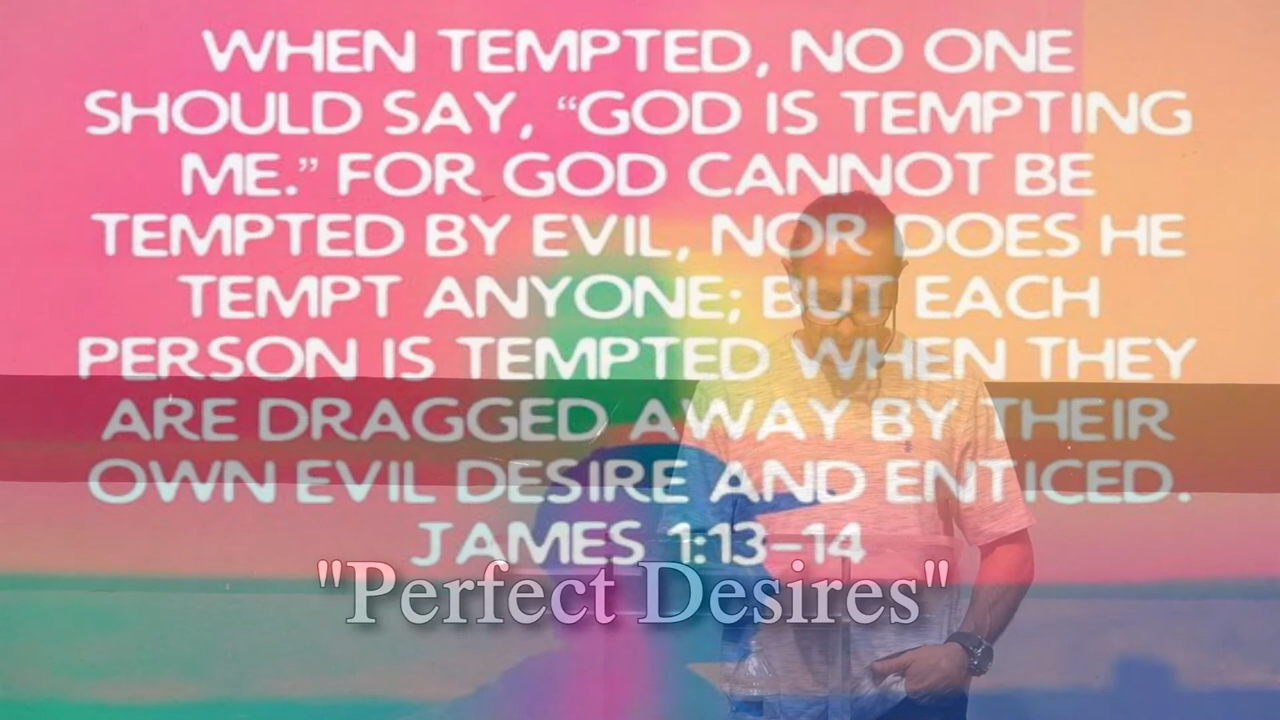 WHEN TEMPTED, NO ONE
SHOULD SAY, “GOD IS TEMPTING
ME.” FOR GOD CANNOT BE
TEMPTED BY EVIL, NOR DOES HE
TEMPT ANYONE; BUT EACH
PERSON IS TEMPTED WHEN THEY
ARE DRAGGED AWAY BY THEIR
OWN EVIL DESIRE AND ENTICED.
JAMES 1:13–14
"Perfect Desires"